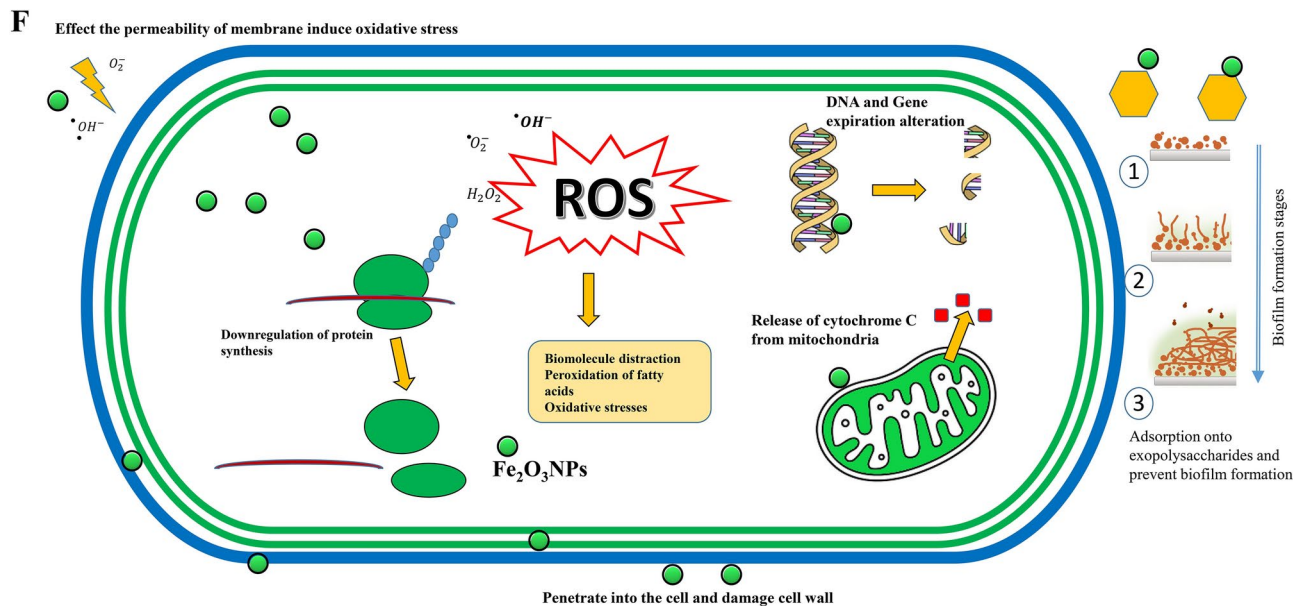 F
Effect the permeability of membrane induce oxidative stress
O₂⁻
•OH⁻
•OH⁻
•O₂⁻
H₂O₂
ROS
DNA and Gene
expiration alteration
Downregulation of protein
synthesis
Biomolecule distraction
Peroxidation of fatty
acids
Oxidative stresses
Release of cytochrome C
from mitochondria
Fe₂O₃NPs
Penetrate into the cell and damage cell wall
1
2
3
Biofilm formation stages
Adsorption onto
exopolysaccharides and
prevent biofilm formation